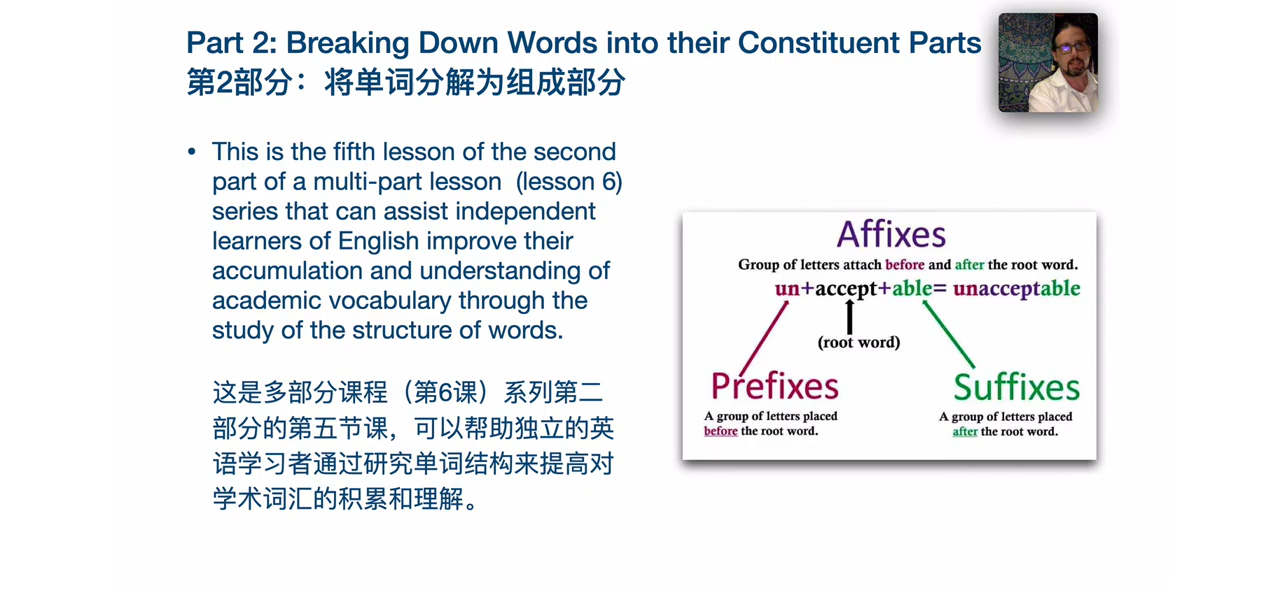 Part 2: Breaking Down Words into their Constituent Parts
第2部分：将单词分解为组成部分
• This is the fifth lesson of the second
part of a multi-part lesson  (lesson 6)
series that can assist independent
learners of English improve their
accumulation and understanding of
academic vocabulary through the
study of the structure of words.
这是多部分课程（第6课）系列第二
部分的第五节课，可以帮助独立的英
语学习者通过研究单词结构来提高对
学术词汇的积累和理解。
Affixes
Group of letters attach before and after the root word.
un+accept+able= unacceptable
(root word)
Prefixes
A group of letters placed
before the root word.
Suffixes
A group of letters placed
after the root word.